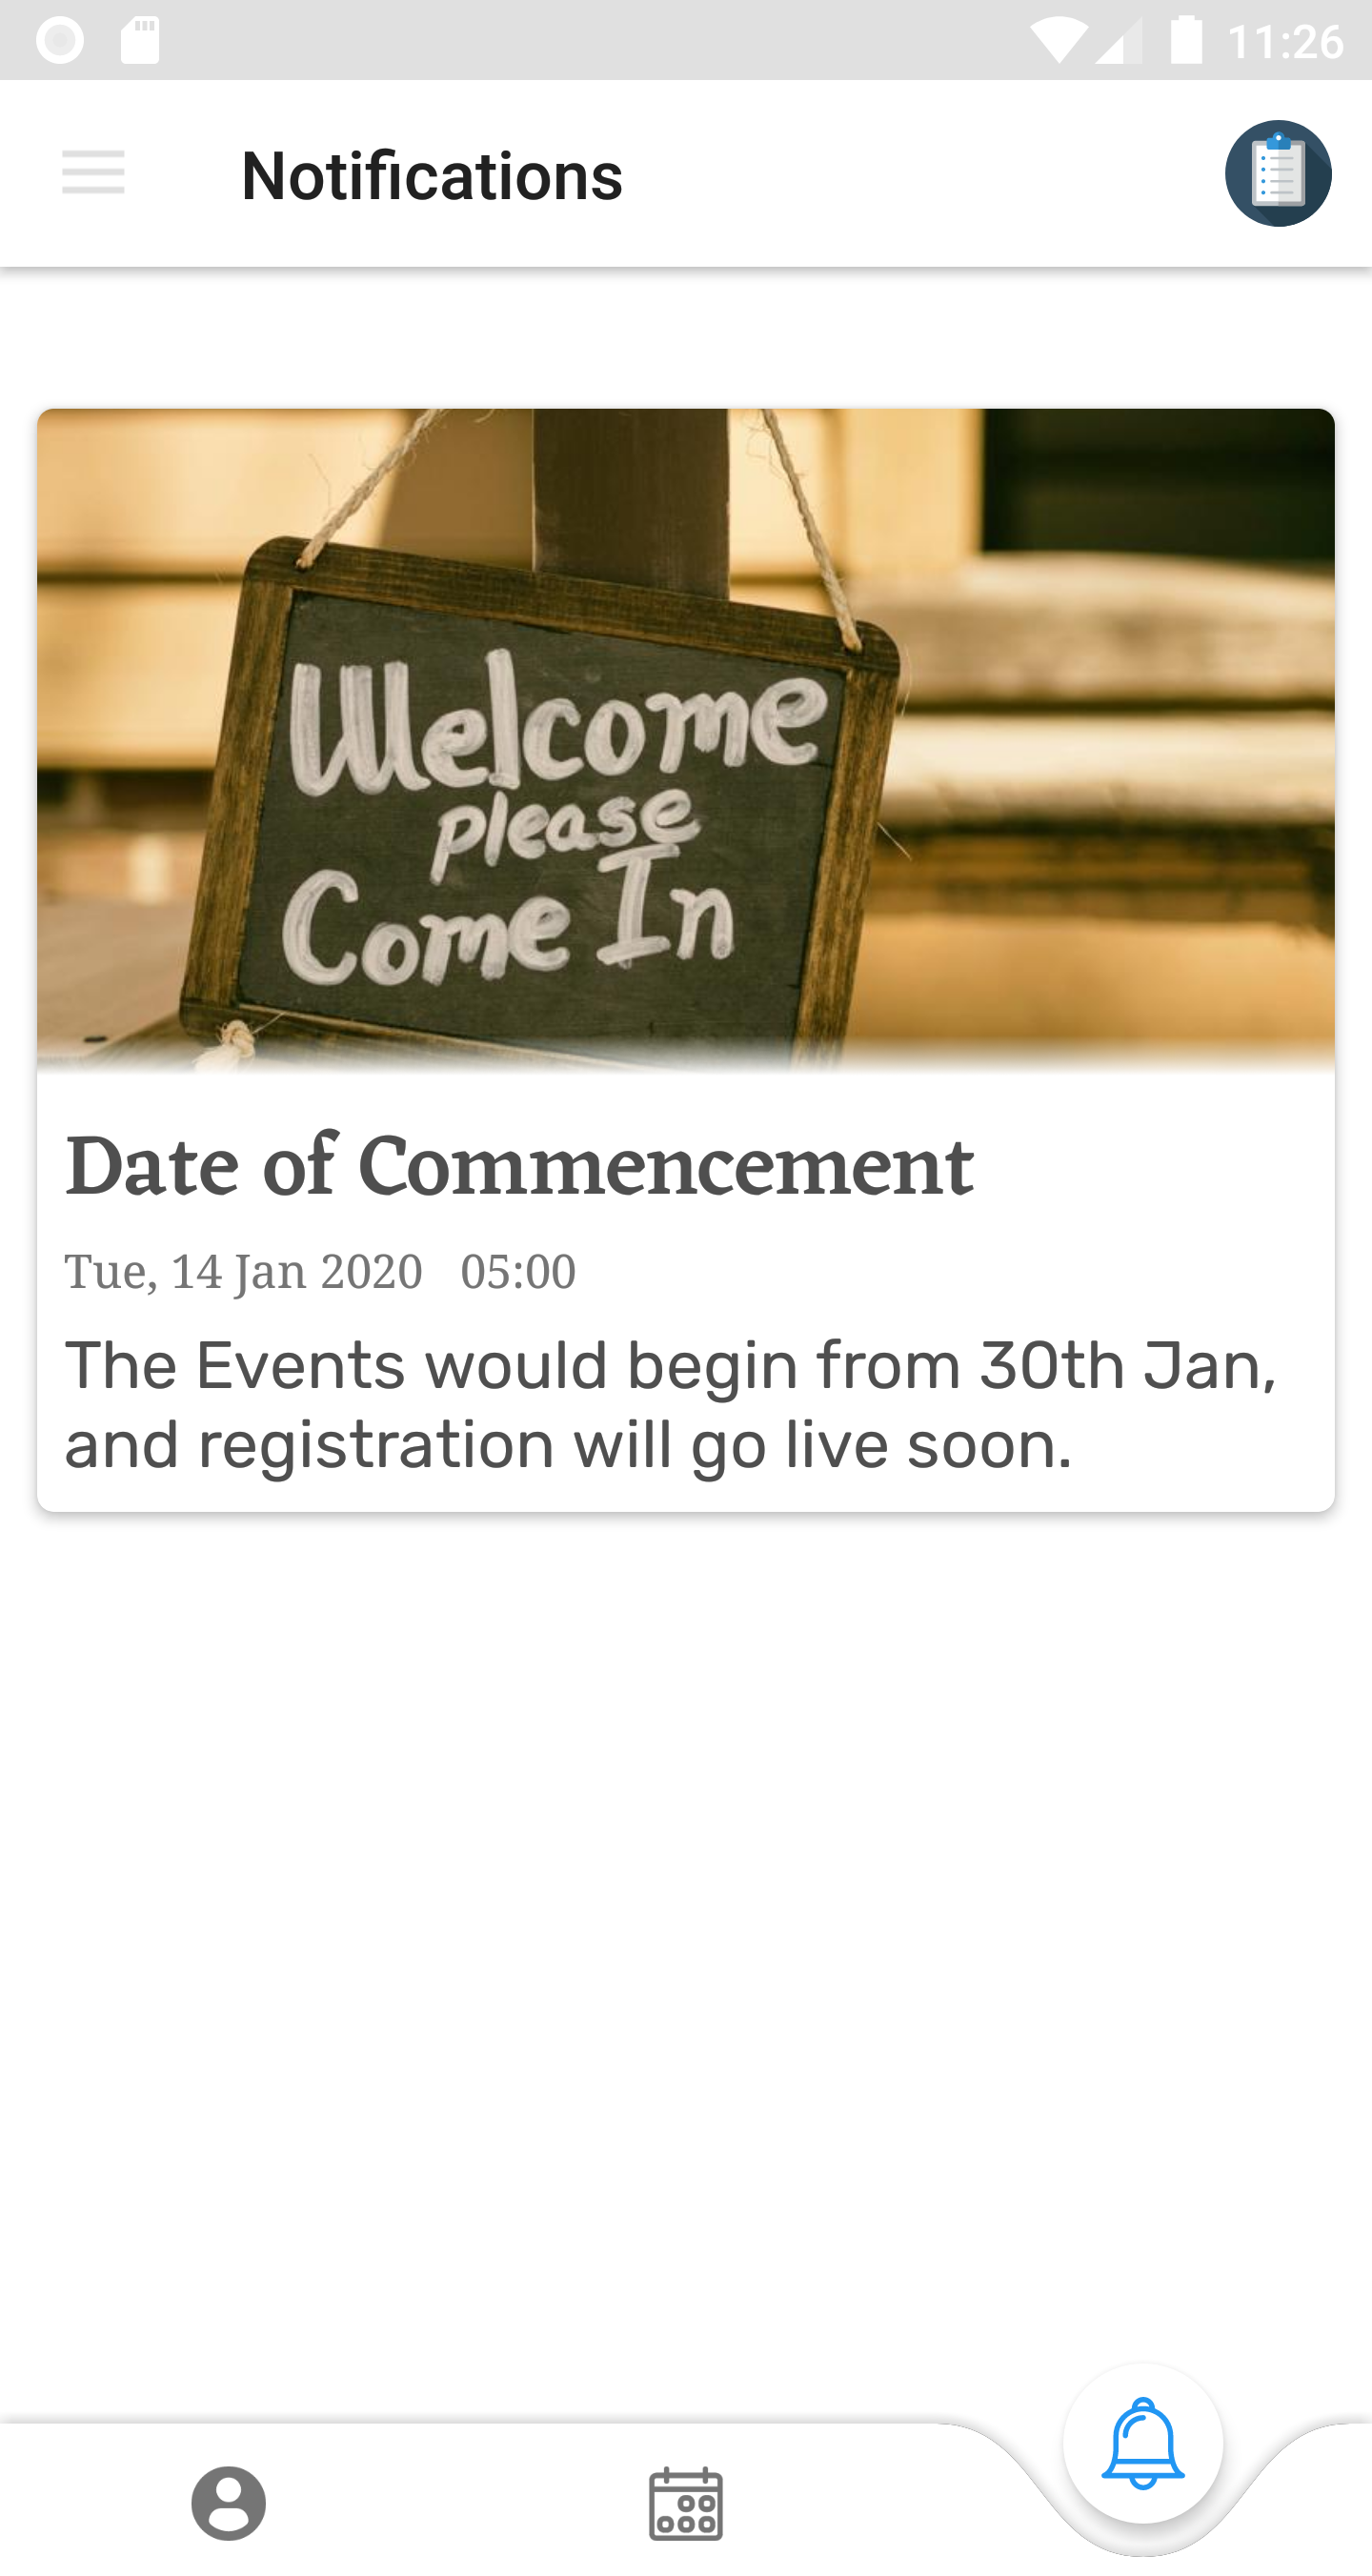 11:26
Notifications
Welcome
please
Come In
Date of Commencement
Tue, 14 Jan 2020 05:00
The Events would begin from 30th Jan,
and registration will go live soon.